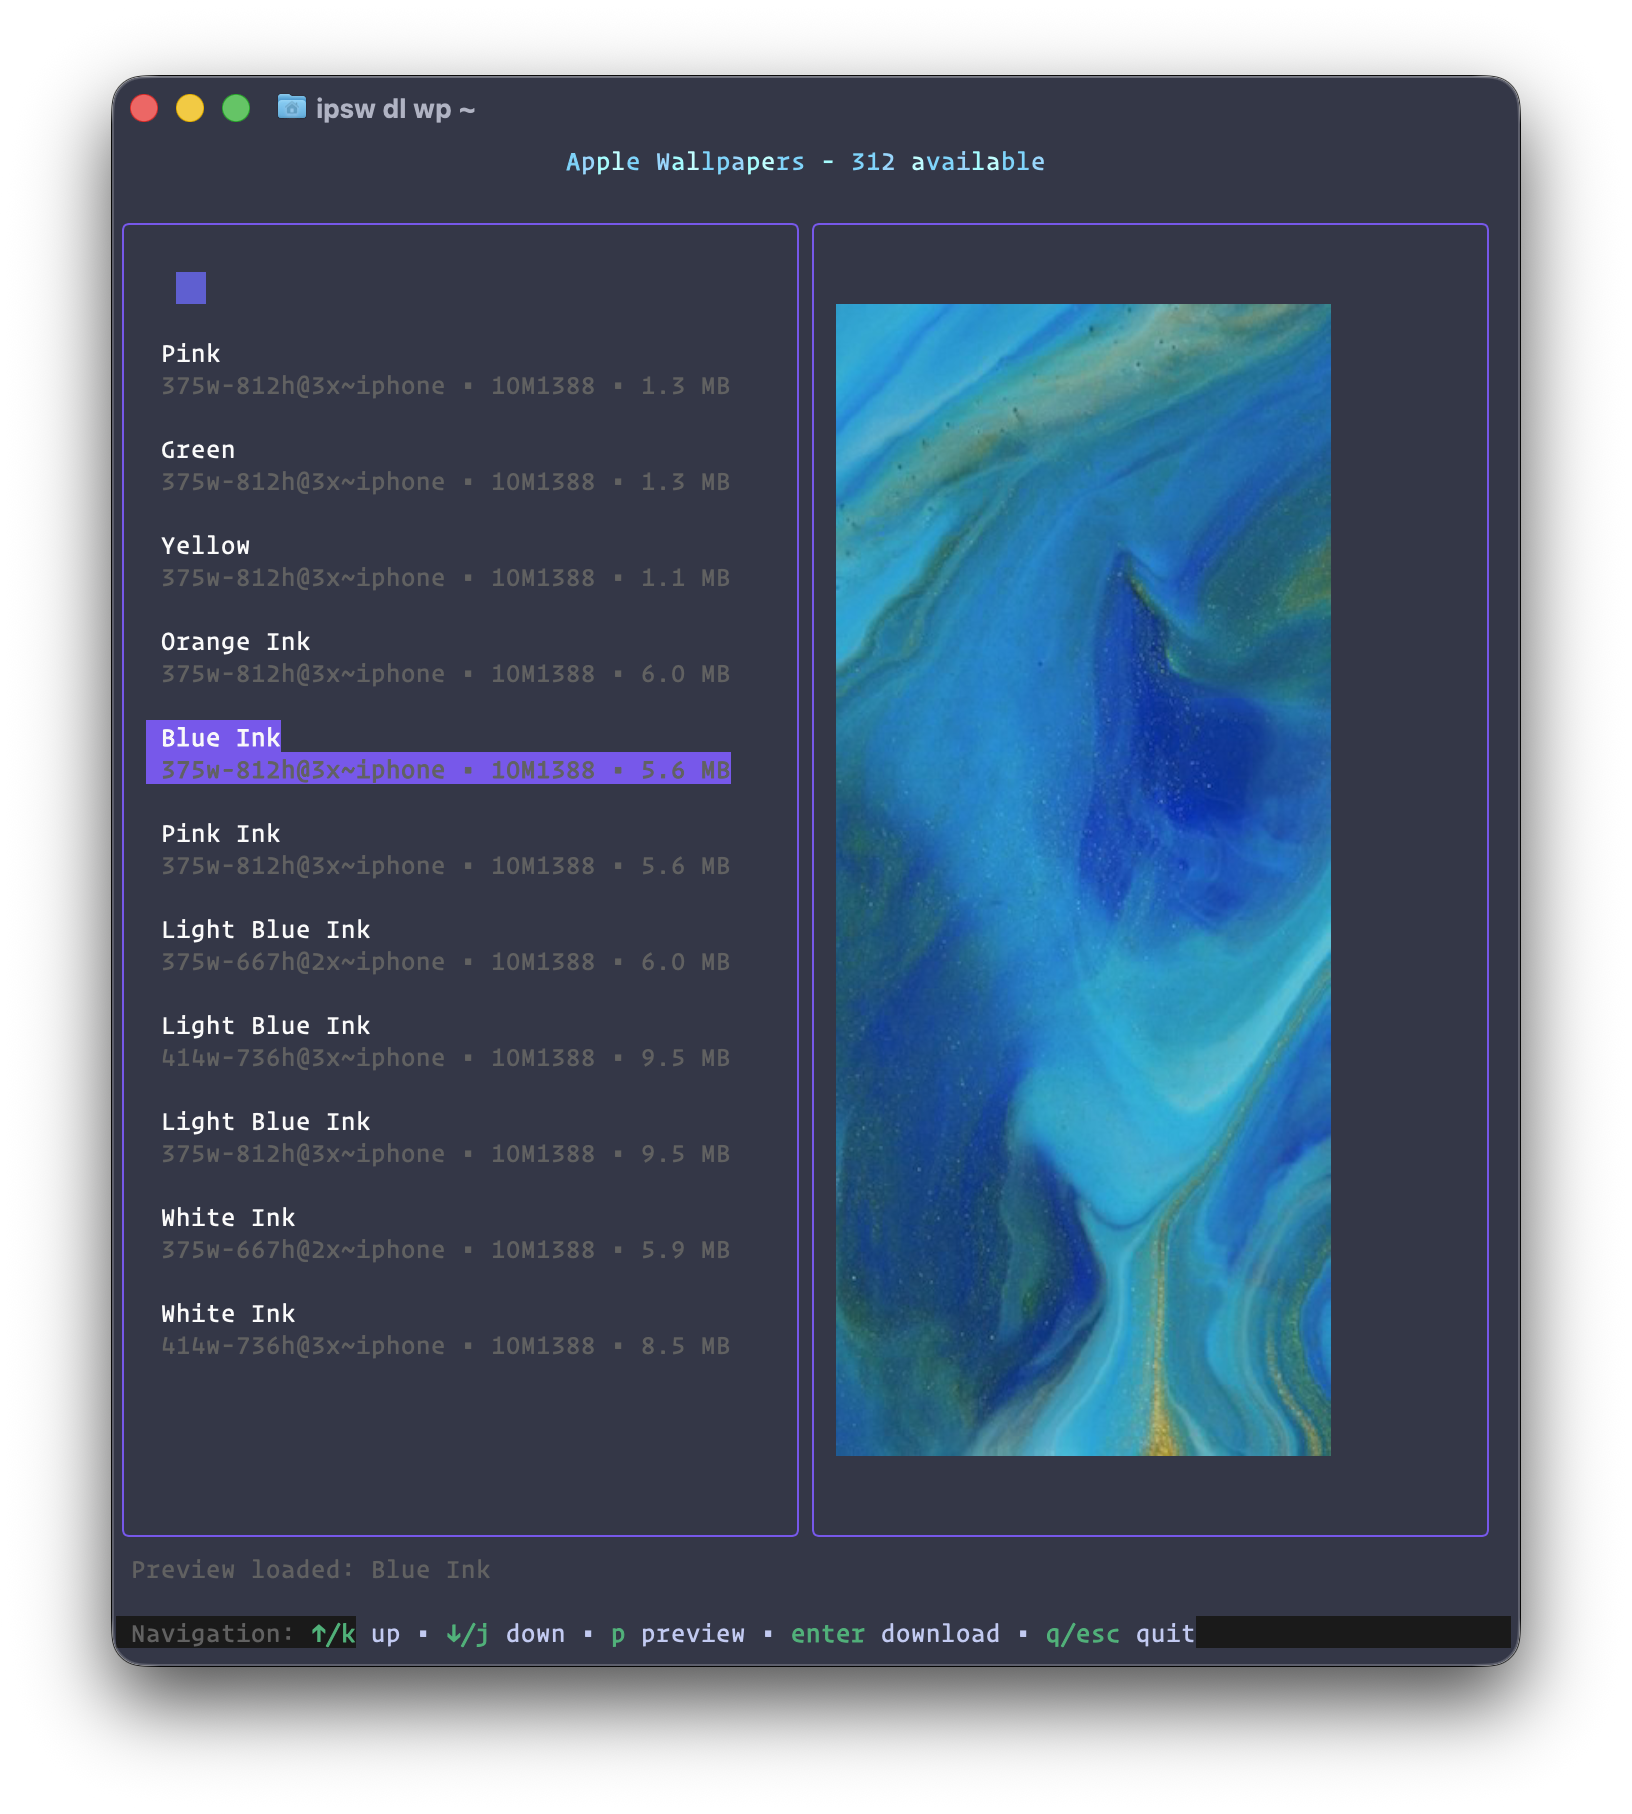 ipsw dl wp ~
Apple Wallpapers - 312 available
Pink
375w-812h@3x~iphone ▪ 10M1388 ▪ 1.3 MB
Green
375w-812h@3x~iphone ▪ 10M1388 ▪ 1.3 MB
Yellow
375w-812h@3x~iphone ▪ 10M1388 ▪ 1.1 MB
Orange Ink
375w-812h@3x~iphone ▪ 10M1388 ▪ 6.0 MB
Blue Ink
375w-812h@3x~iphone ▪ 10M1388 ▪ 5.6 MB
Pink Ink
375w-812h@3x~iphone ▪ 10M1388 ▪ 5.6 MB
Light Blue Ink
375w-667h@2x~iphone ▪ 10M1388 ▪ 6.0 MB
Light Blue Ink
414w-736h@3x~iphone ▪ 10M1388 ▪ 9.5 MB
Light Blue Ink
375w-812h@3x~iphone ▪ 10M1388 ▪ 9.5 MB
White Ink
375w-667h@2x~iphone ▪ 10M1388 ▪ 5.9 MB
White Ink
414w-736h@3x~iphone ▪ 10M1388 ▪ 8.5 MB
Preview loaded: Blue Ink
Navigation: ↑/k up ▪ ↓/j down ▪ p preview ▪ enter download ▪ q/esc quit